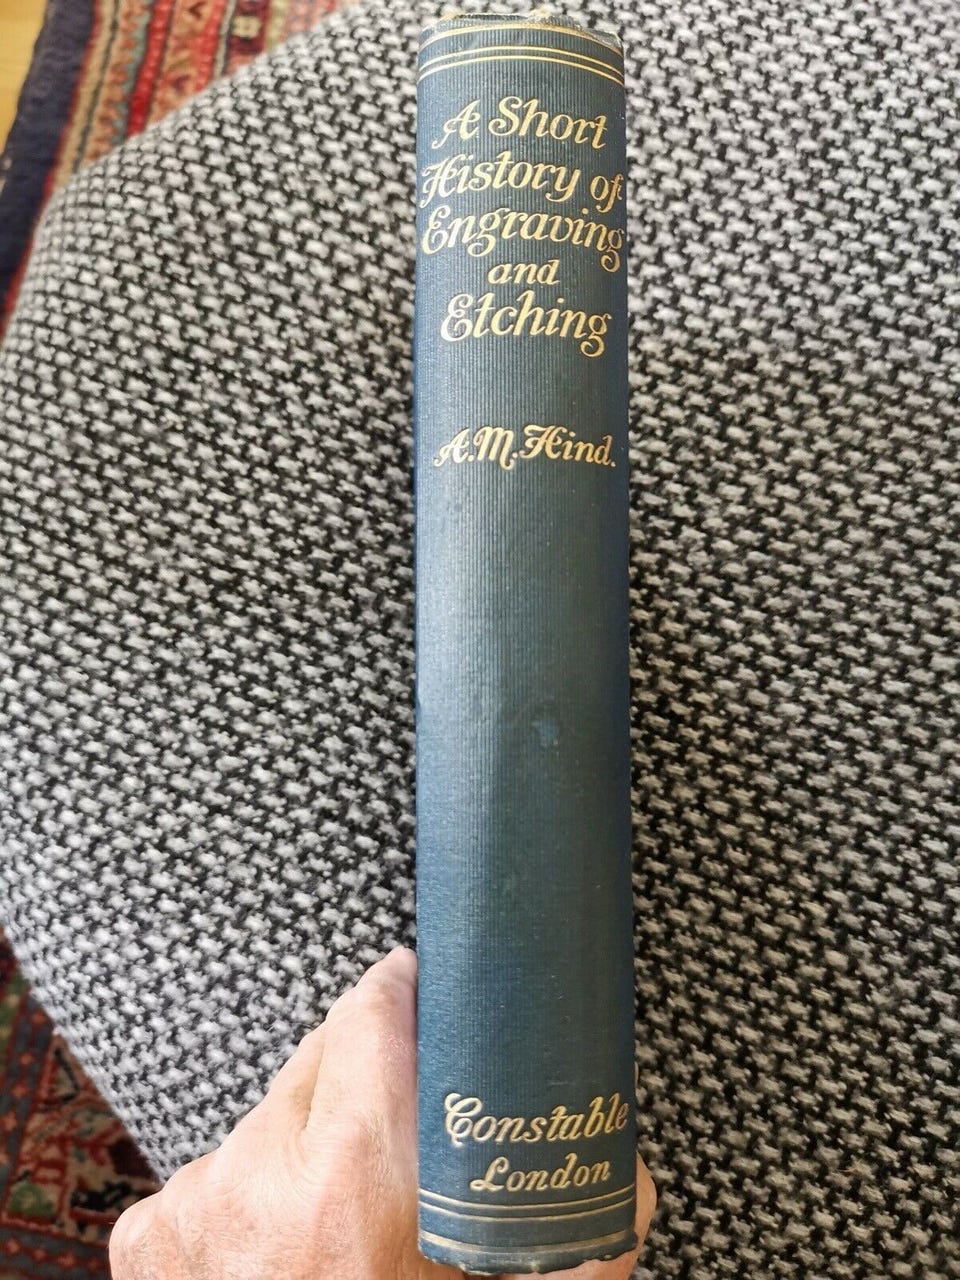 A Short
History of
Engraving
and
Etching
A.M. Hind.
Constable
London